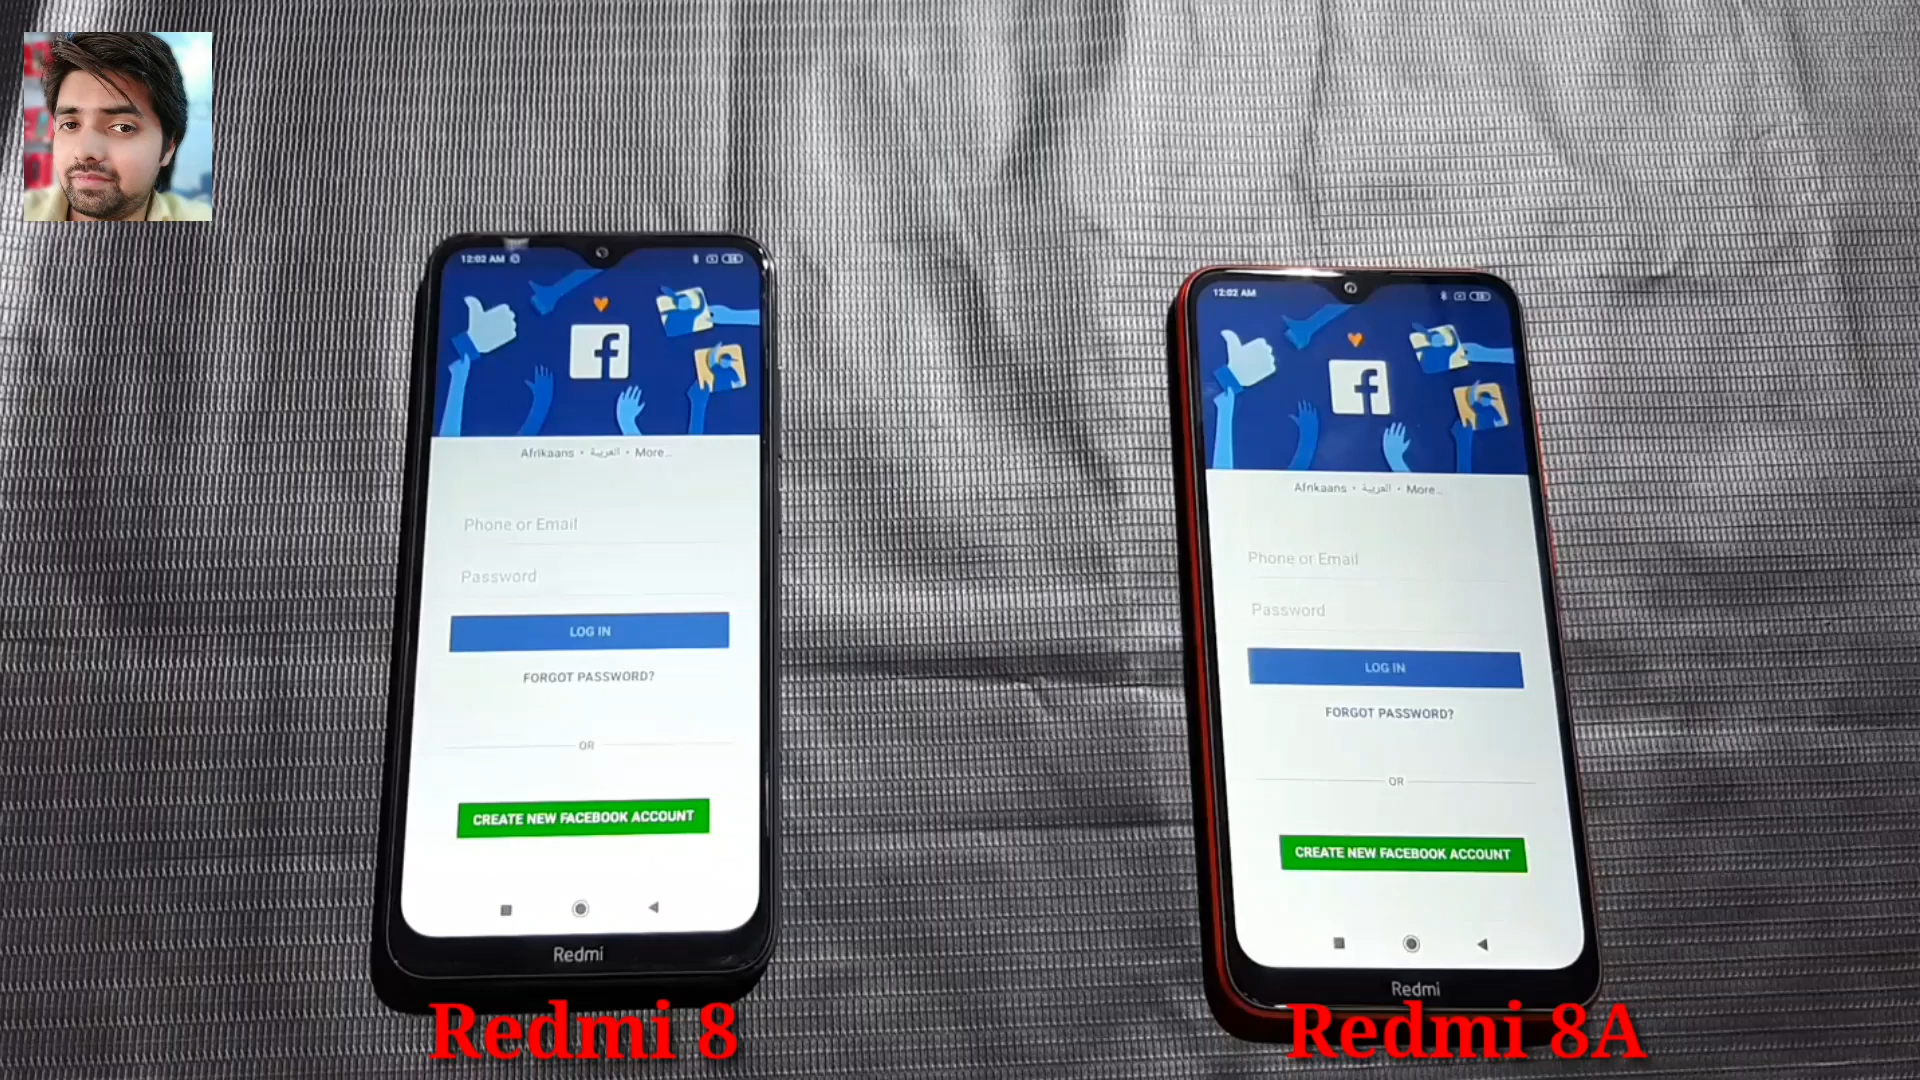 12:02 AM
Afrikaans • العربية • More...
Phone or Email
Password
LOG IN
FORGOT PASSWORD?
OR
CREATE NEW FACEBOOK ACCOUNT
Redmi
Redmi 8
12:02 AM
Afrikaans • العربية • More...
Phone or Email
Password
LOG IN
FORGOT PASSWORD?
OR
CREATE NEW FACEBOOK ACCOUNT
Redmi
Redmi 8A